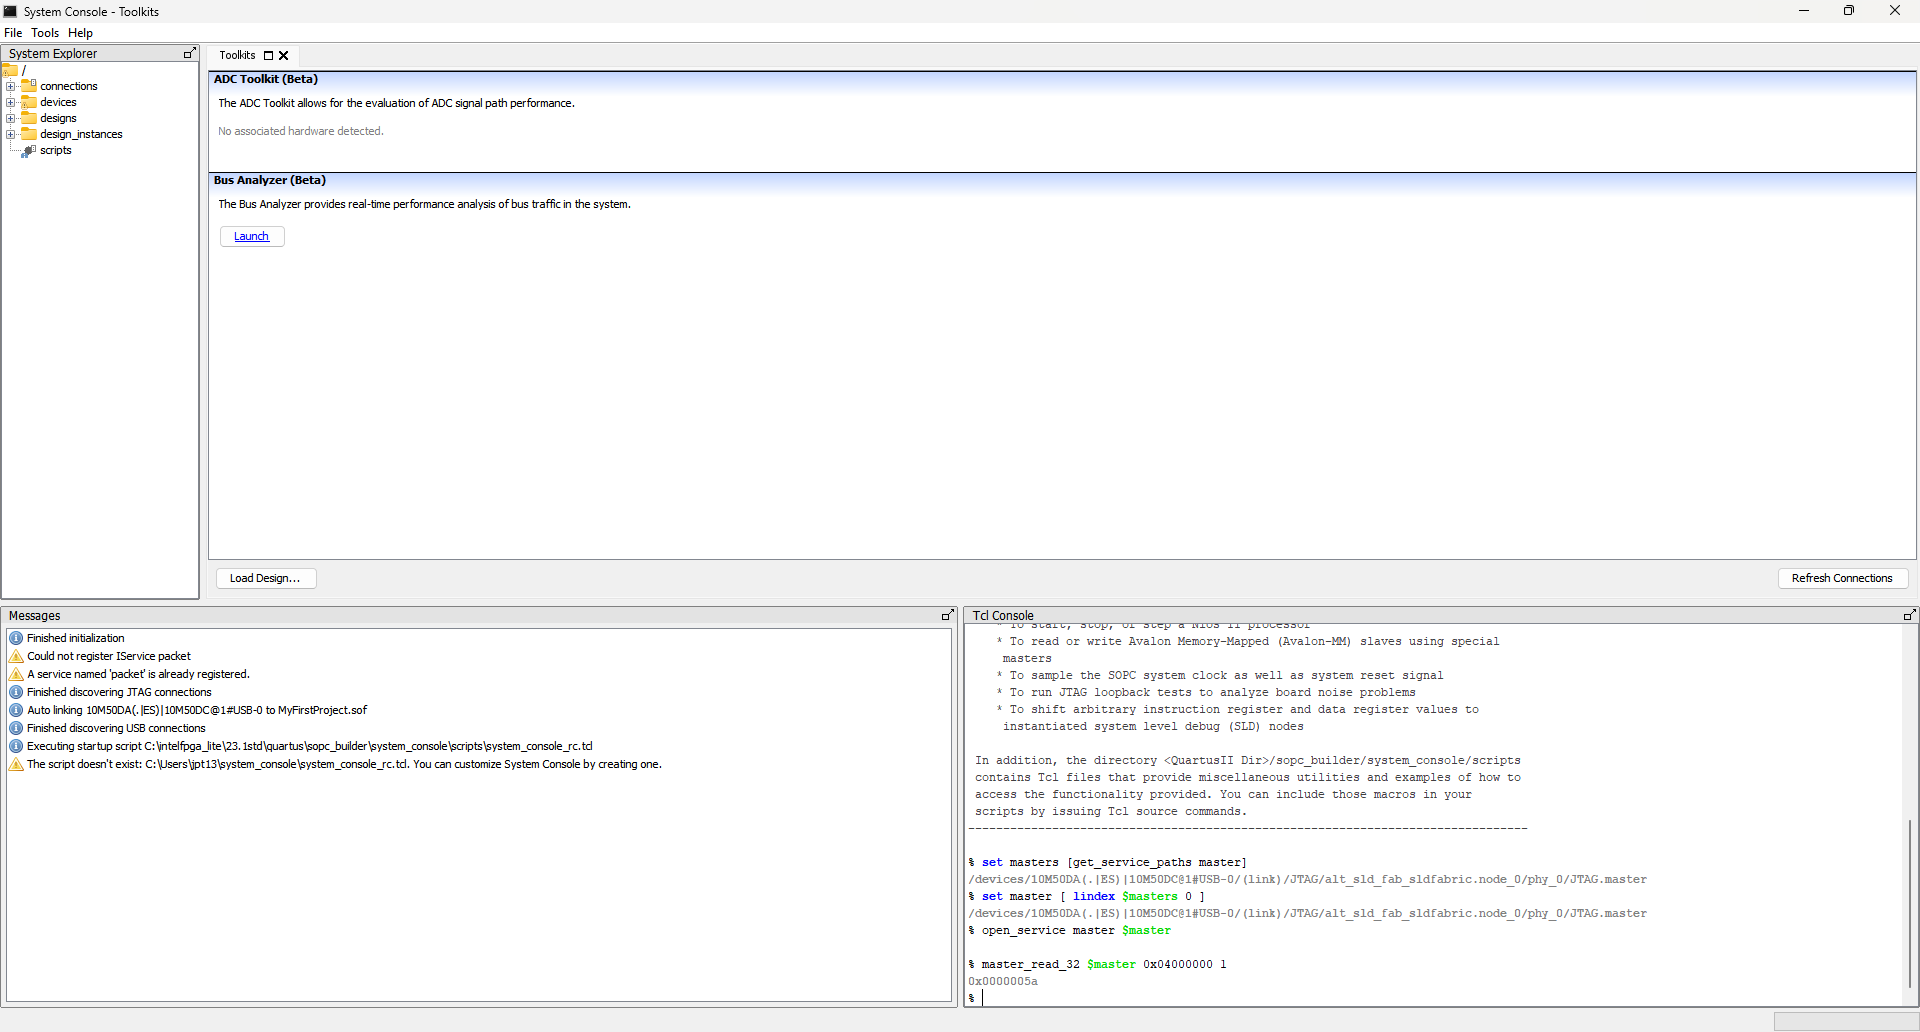 System Console - Toolkits
File Tools Help
System Explorer
/
connections
devices
designs
design_instances
scripts
Toolkits
ADC Toolkit (Beta)
The ADC Toolkit allows for the evaluation of ADC signal path performance.
No associated hardware detected.
Bus Analyzer (Beta)
The Bus Analyzer provides real-time performance analysis of bus traffic in the system.
Launch
Load Design...
Refresh Connections
Messages
Finished initialization
Could not register IService packet
A service named 'packet' is already registered.
Finished discovering JTAG connections
Auto linking 10M50DA(.|ES)|10M50DC@1#USB-0 to MyFirstProject.sof
Finished discovering USB connections
Executing startup script C:\intelfpga_lite\23.1std\quartus\sopc_builder\system_console\scripts\system_console_rc.tcl
The script doesn't exist: C:\Users\jpt13\system_console\system_console_rc.tcl. You can customize System Console by creating one.
Tcl Console
* To start, stop, or step a Nios II processor
* To read or write Avalon Memory-Mapped (Avalon-MM) slaves using special
masters
* To sample the SOPC system clock as well as system reset signal
* To run JTAG loopback tests to analyze board noise problems
* To shift arbitrary instruction register and data register values to
instantiated system level debug (SLD) nodes
In addition, the directory <QuartusII Dir>/sopc_builder/system_console/scripts
contains Tcl files that provide miscellaneous utilities and examples of how to
access the functionality provided. You can include those macros in your
scripts by issuing Tcl source commands.
--------------------------------------------------------------------------------
% set masters [get_service_paths master]
/devices/10M50DA(.|ES)|10M50DC@1#USB-0/(link)/JTAG/alt_sld_fab_sldfabric.node_0/phy_0/JTAG.master
% set master [ lindex $masters 0 ]
/devices/10M50DA(.|ES)|10M50DC@1#USB-0/(link)/JTAG/alt_sld_fab_sldfabric.node_0/phy_0/JTAG.master
% open_service master $master
% master_read_32 $master 0x04000000 1
0x0000005a
%